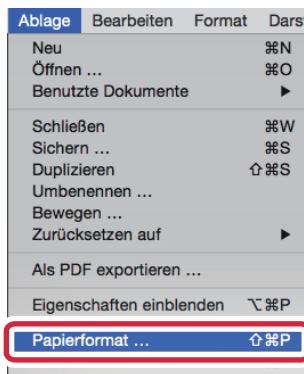 Ablage Bearbeiten Format Dars
Neu ⌘N
Öffnen ... ⌘O
Benutzte Dokumente ▶
Schließen ⌘W
Sichern ... ⌘S
Duplizieren ⇧⌘S
Umbenennen ...
Bewegen ...
Zurücksetzen auf ▶
Als PDF exportieren ...
Eigenschaften einblenden ⌥⌘P
Papierformat ... ⇧⌘P